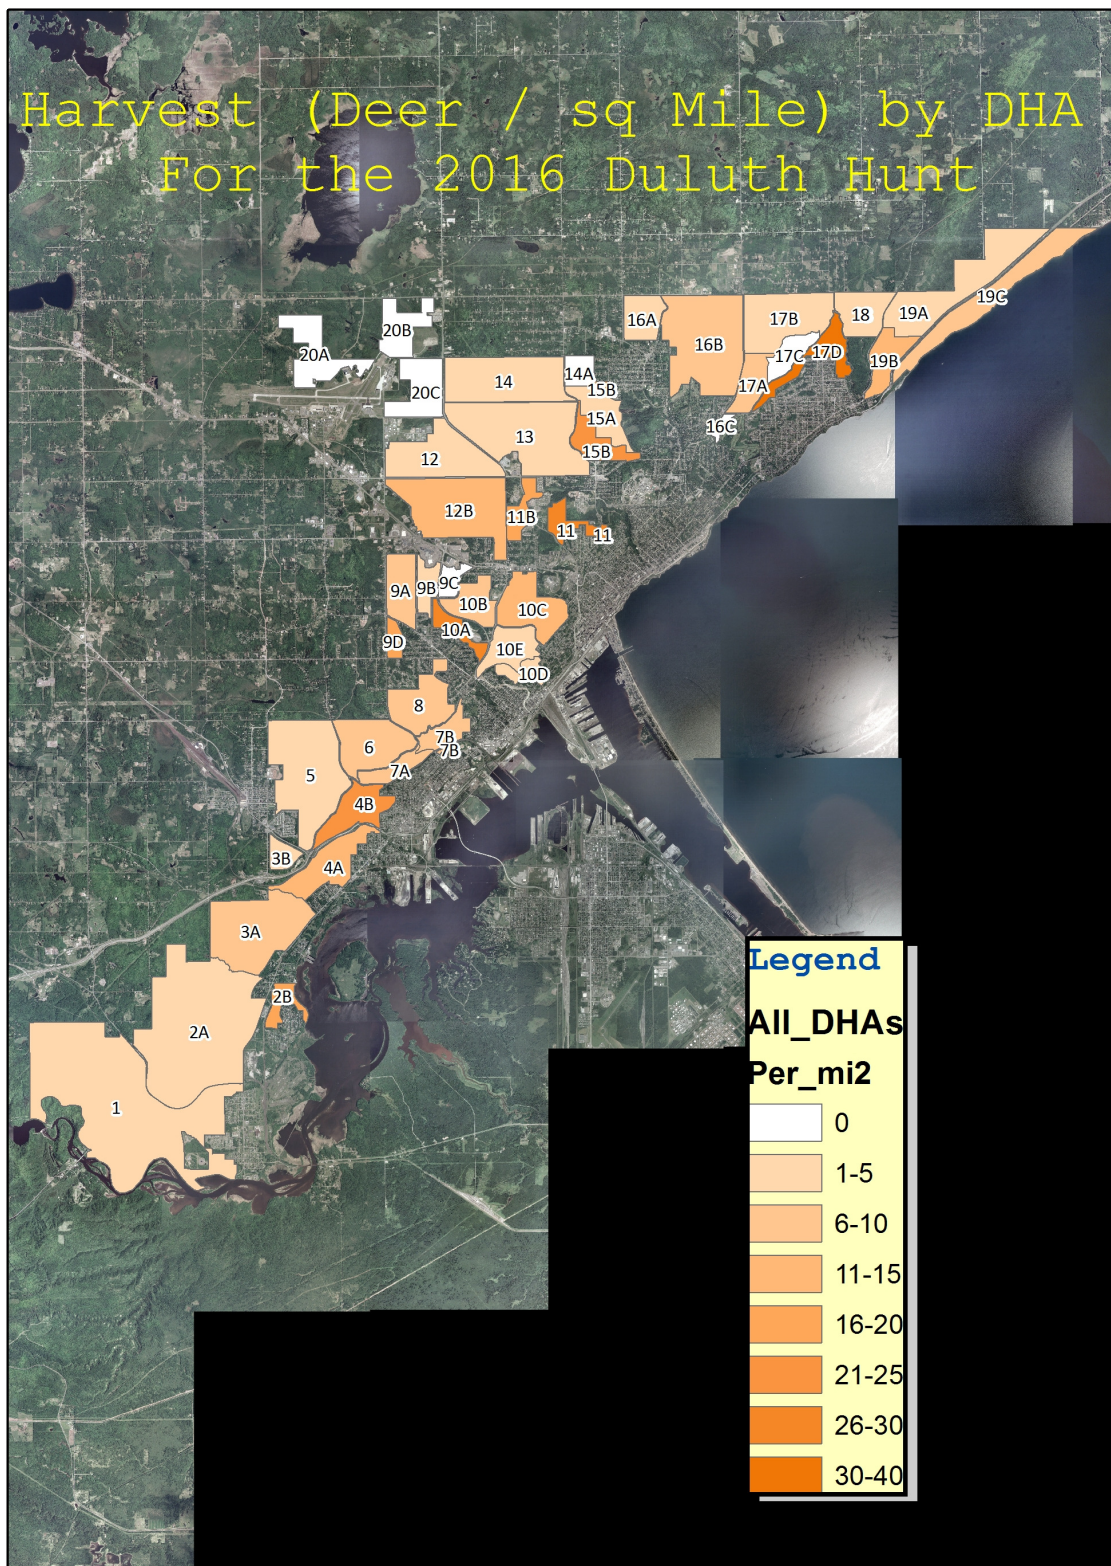 Harvest (Deer / sq Mile) by DHA
For the 2016 Duluth Hunt
20A
20B
20C
14
14A
15B
15A
15B
13
12
12B
11B
11
11
16A
16B
16C
17B
17C
17D
17A
18
19A
19B
19C
9A
9B
9C
9D
10B
10C
10A
10E
10D
8
7B
7B
7A
6
5
4B
4A
3B
3A
2B
2A
1
Legend
All_DHAs
Per_mi2
0
1-5
6-10
11-15
16-20
21-25
26-30
30-40